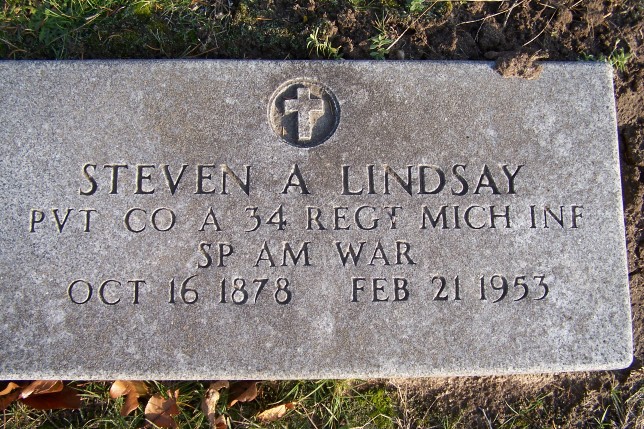 STEVEN A LINDSAY
PVT CO A 34 REGT MICH INF
SP AM WAR
OCT 16 1878 FEB 21 1953